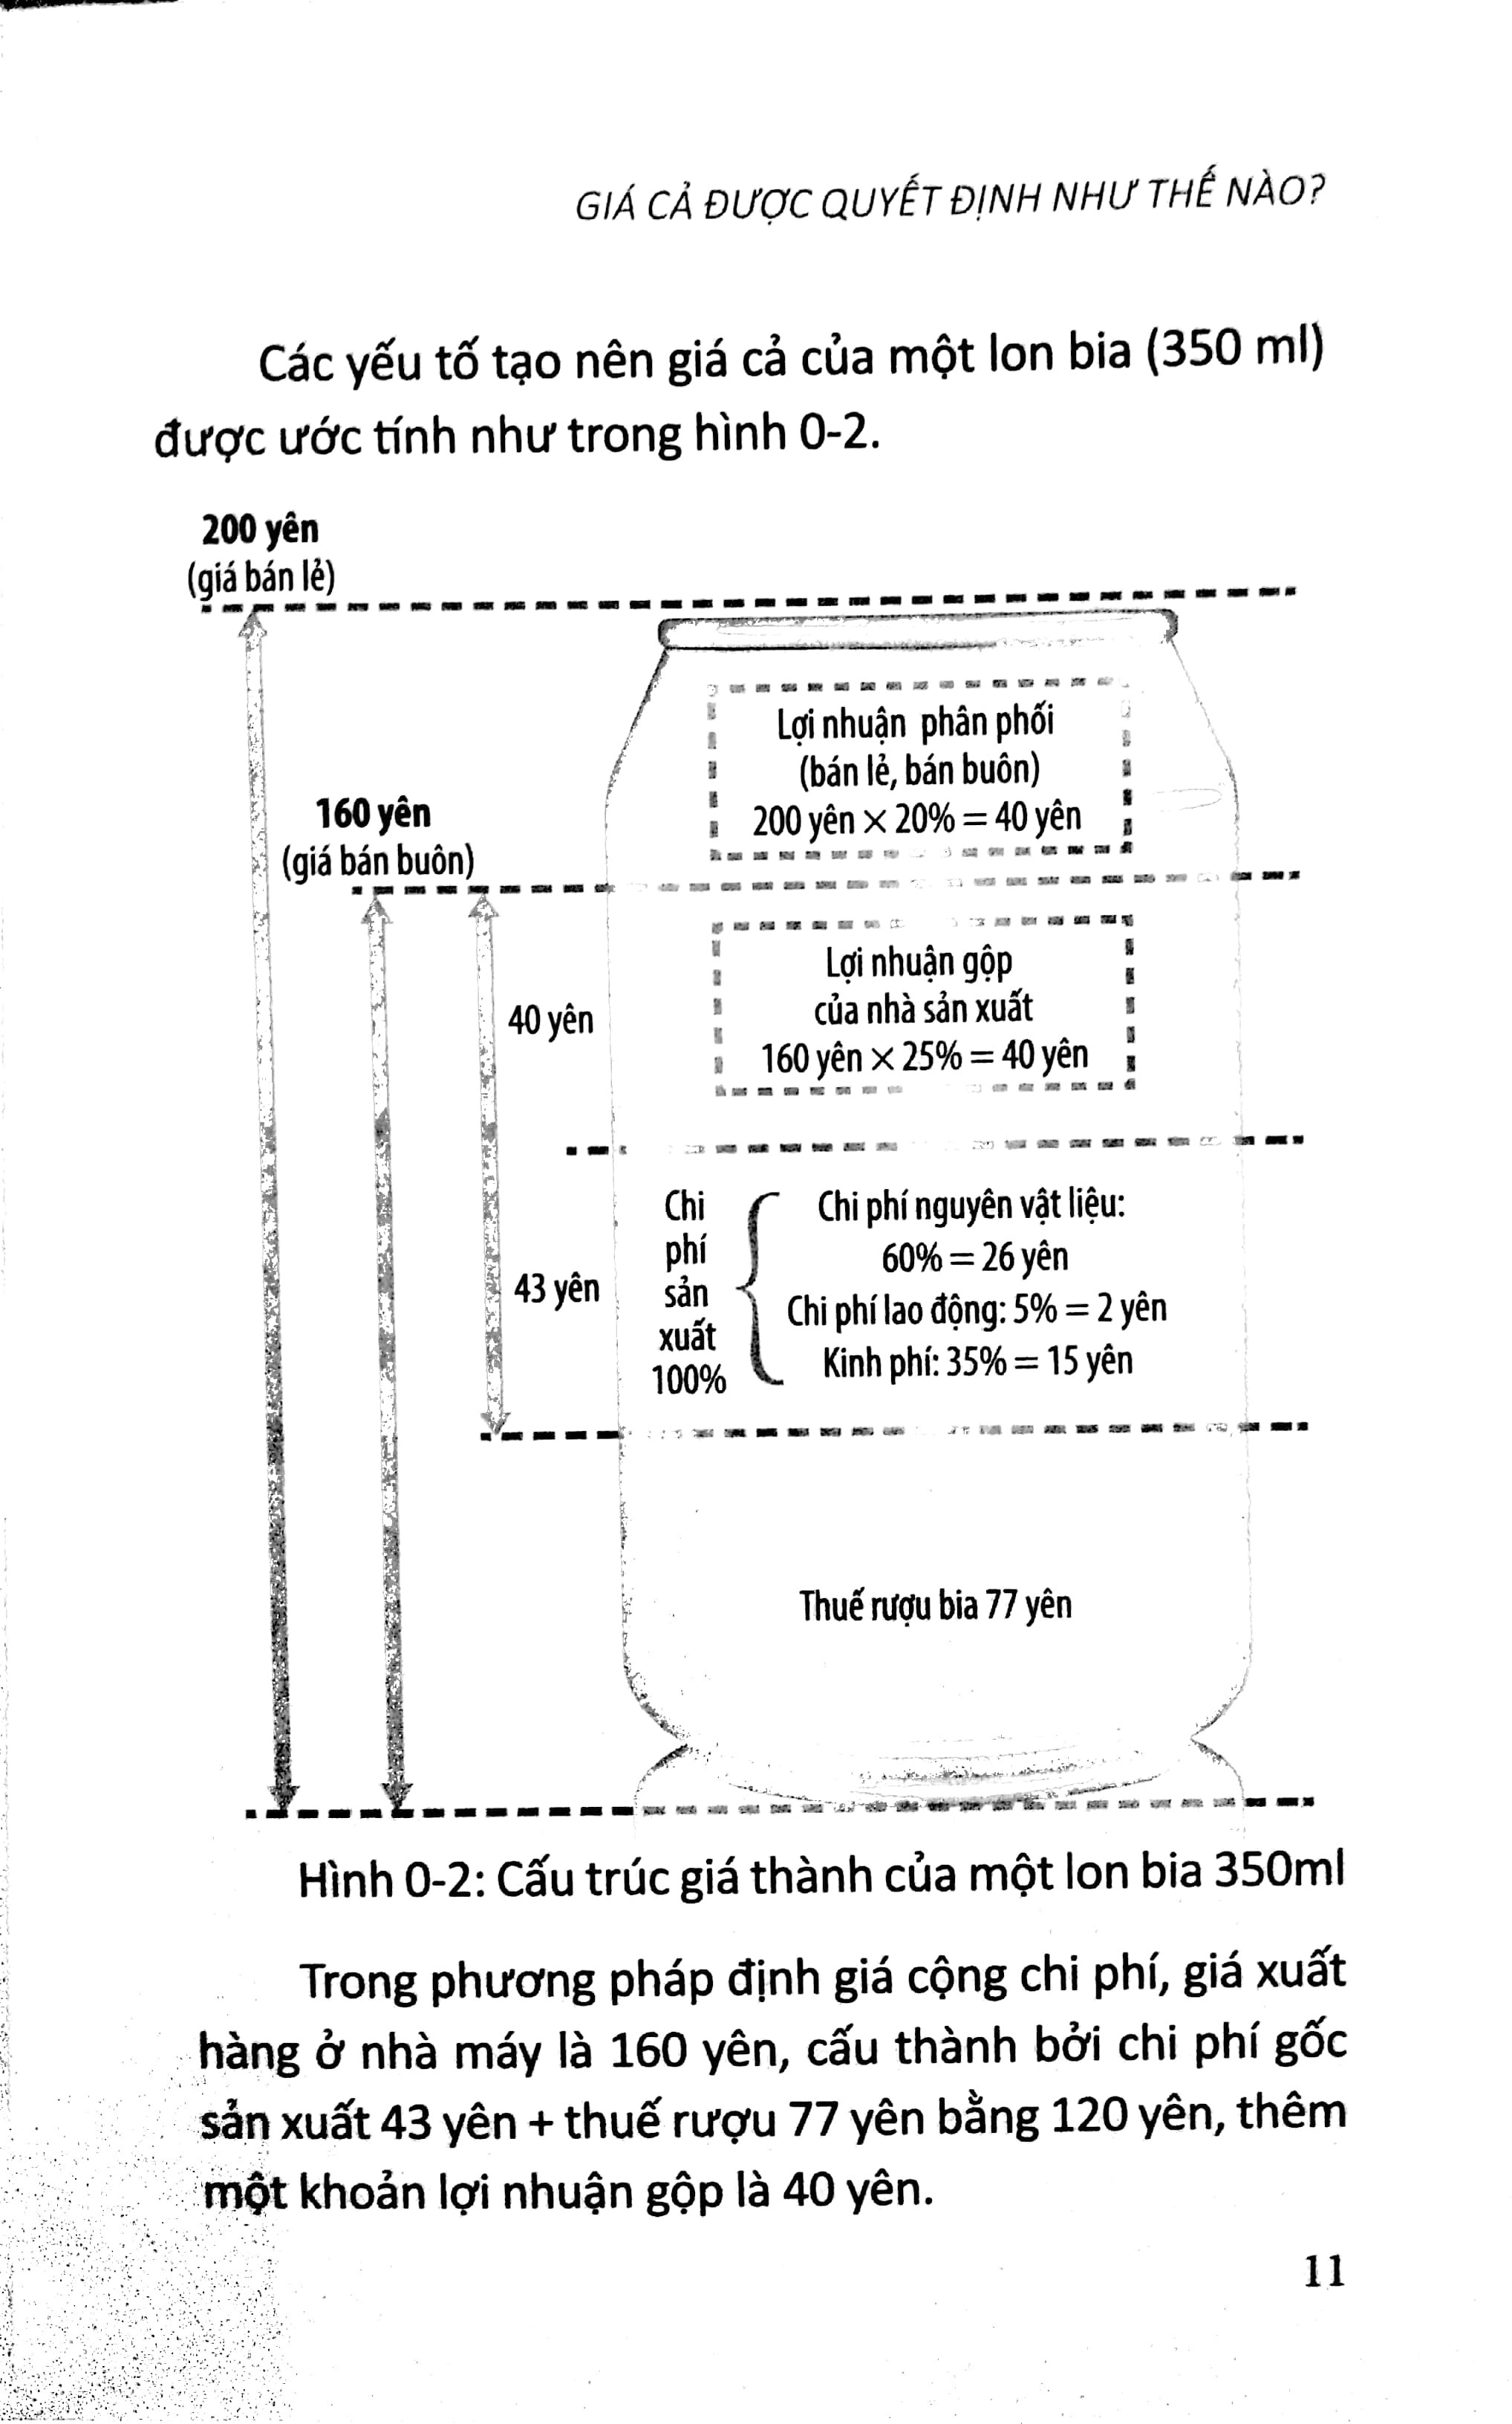 GIÁ CẢ ĐƯỢC QUYẾT ĐỊNH NHƯ THẾ NÀO?
Các yếu tố tạo nên giá cả của một lon bia (350 ml)
được ước tính như trong hình 0-2.
200 yên
(giá bán lẻ)
Lợi nhuận phân phối
(bán lẻ, bán buôn)
200 yên × 20% = 40 yên
160 yên
(giá bán buôn)
Lợi nhuận gộp
của nhà sản xuất
160 yên × 25% = 40 yên
40 yên
43 yên
Chi
phí
sản
xuất
100%
Chi phí nguyên vật liệu:
60% = 26 yên
Chi phí lao động: 5% = 2 yên
Kinh phí: 35% = 15 yên
Thuế rượu bia 77 yên
Hình 0-2: Cấu trúc giá thành của một lon bia 350ml
Trong phương pháp định giá cộng chi phí, giá xuất
hàng ở nhà máy là 160 yên, cấu thành bởi chi phí gốc
sản xuất 43 yên + thuế rượu 77 yên bằng 120 yên, thêm
một khoản lợi nhuận gộp là 40 yên.
11